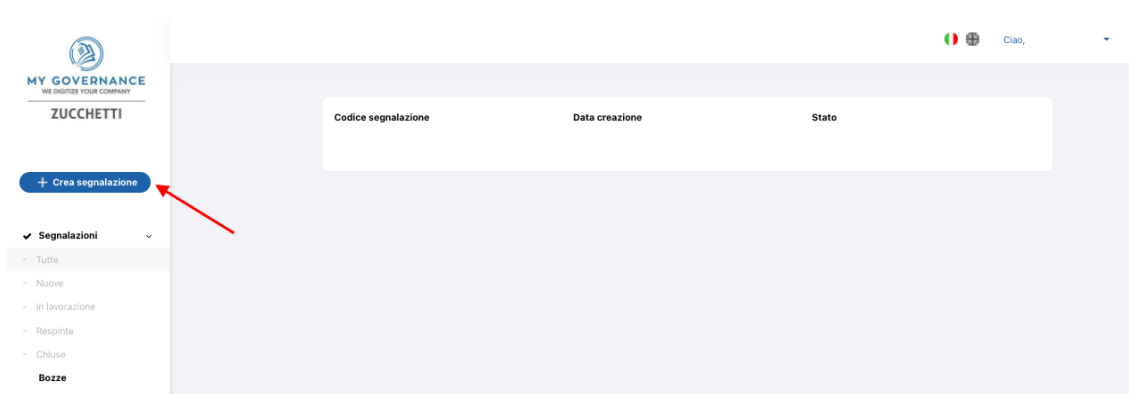 MY GOVERNANCE
WE DIGITIZE YOUR COMPANY
ZUCCHETTI
Ciao,
Codice segnalazione Data creazione Stato
+ Crea segnalazione
Segnalazioni
- Tutte
- Nuove
- In lavorazione
- Respinte
- Chiuse
Bozze